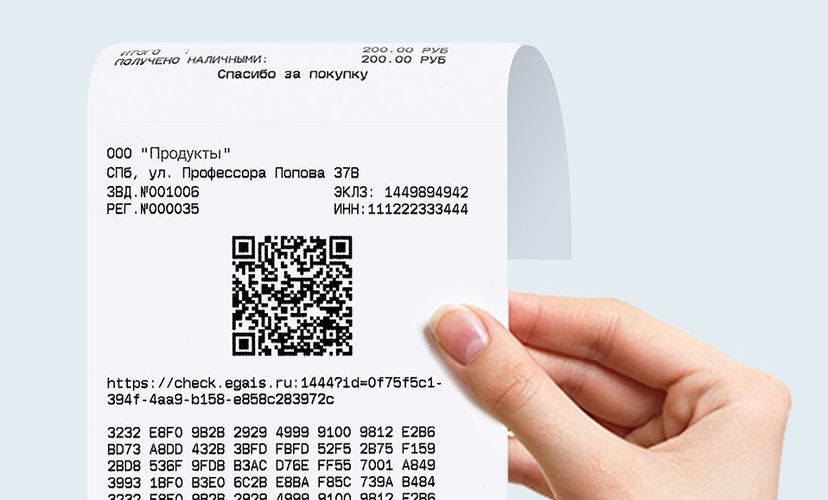 ИТОГО :  200.00 РУБ
ПОЛУЧЕНО НАЛИЧНЫМИ:  200.00 РУБ
Спасибо за покупку
ООО "Продукты"
СПб, ул. Профессора Попова 37В
ЗВД.№001006  ЭКЛЗ: 1449894942
РЕГ.№000035  ИНН:111222333444
https://check.egais.ru:1444?id=0f75f5c1-
394f-4aa9-b158-e858c283972c
3232 E8F0 9B2B 2929 4999 9100 9812 E2B6
BD73 A8DD 432B 3BFD FBFD 52F5 2B75 F159
2BD8 536F 9FDB B3AC D76E FF55 7001 A849
3993 1BF0 B3E0 6C2B E8BA F85C 739A B484
3232 E8F0 9B2B 2929 4999 9100 9812 E2B6